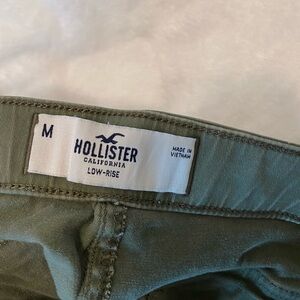 M
HOLLISTER
CALIFORNIA
LOW-RISE
MADE IN
VIETNAM